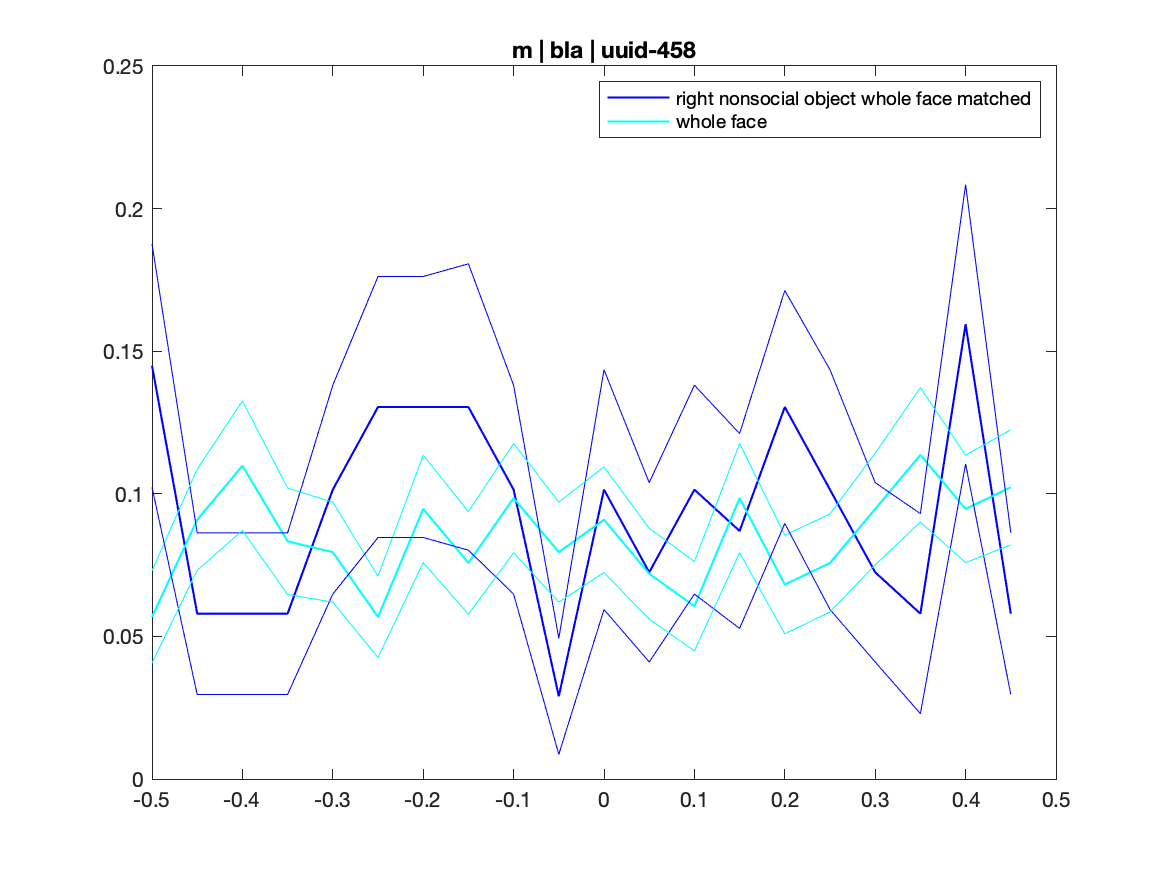 m | bla | uuid-458
0.25
right nonsocial object whole face matched
whole face
0.2
0.15
0.1
0.05
0
-0.5 -0.4 -0.3 -0.2 -0.1 0 0.1 0.2 0.3 0.4 0.5